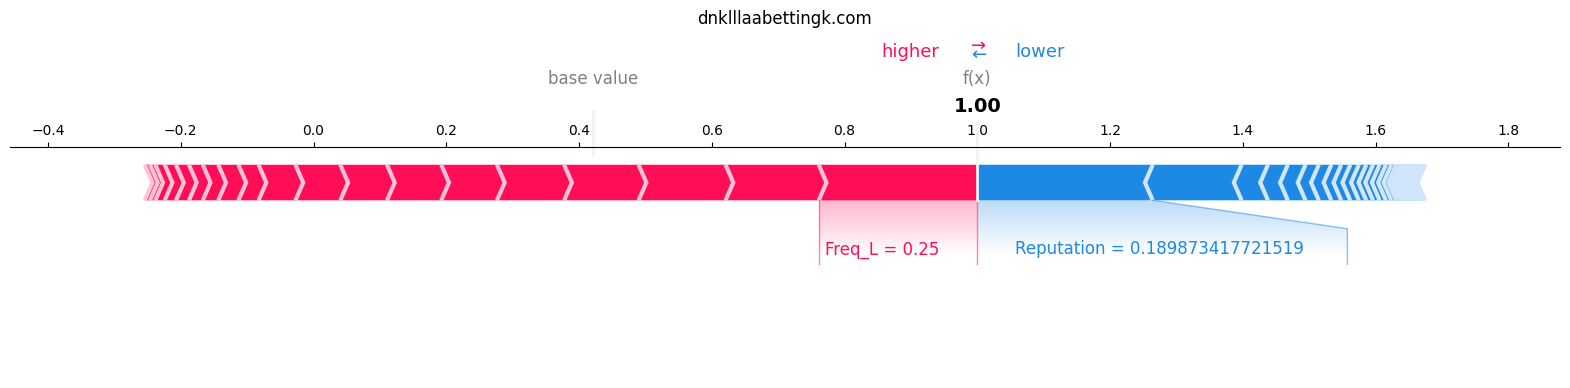 dnklllaabettingk.com
higher ⇄ lower
base value f(x)
1.00
−0.4 −0.2 0.0 0.2 0.4 0.6 0.8 1.0 1.2 1.4 1.6 1.8
Freq_L = 0.25 Reputation = 0.189873417721519